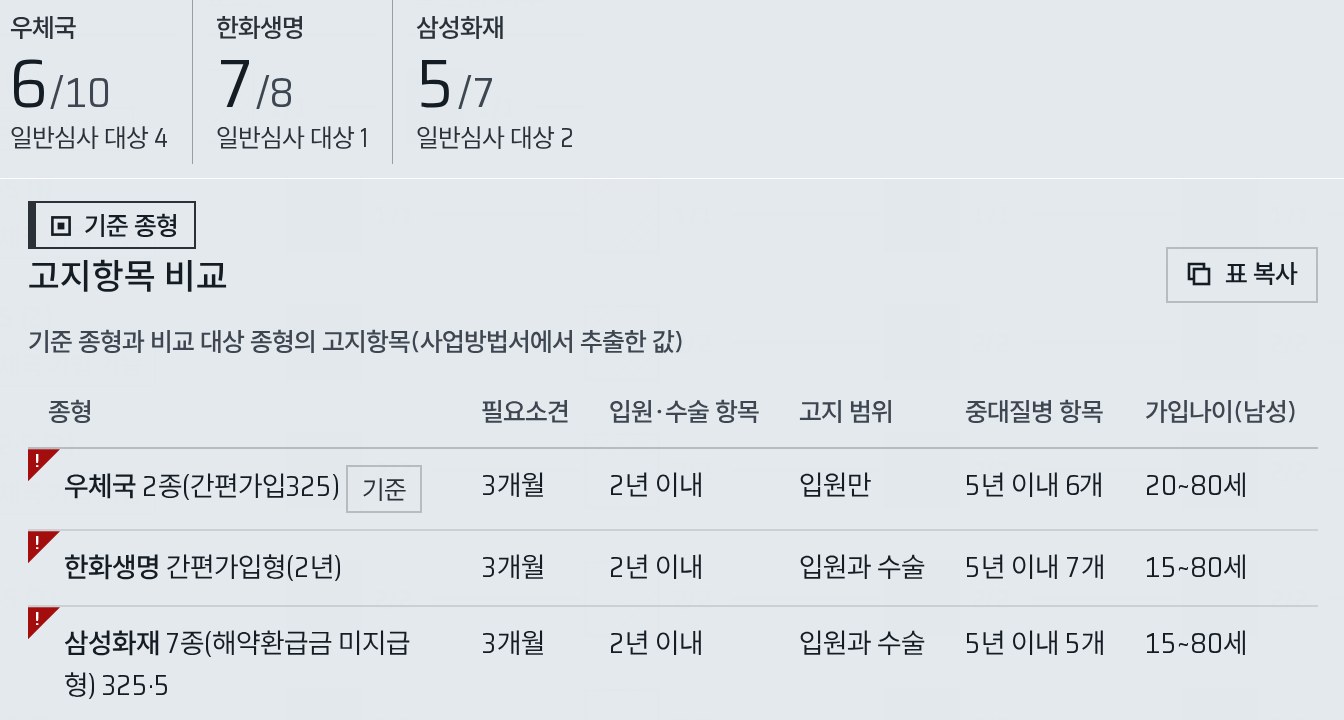 우체국
6/10
일반심사 대상 4
한화생명
7/8
일반심사 대상 1
삼성화재
5/7
일반심사 대상 2
기준 종형
고지항목 비교
표 복사
기준 종형과 비교 대상 종형의 고지항목(사업방법서에서 추출한 값)
종형 필요소견 입원·수술 항목 고지 범위 중대질병 항목 가입나이(남성)
! 우체국 2종(간편가입325) 기준 3개월 2년 이내 입원만 5년 이내 6개 20~80세
! 한화생명 간편가입형(2년) 3개월 2년 이내 입원과 수술 5년 이내 7개 15~80세
! 삼성화재 7종(해약환급금 미지급 3개월 2년 이내 입원과 수술 5년 이내 5개 15~80세
형) 325·5